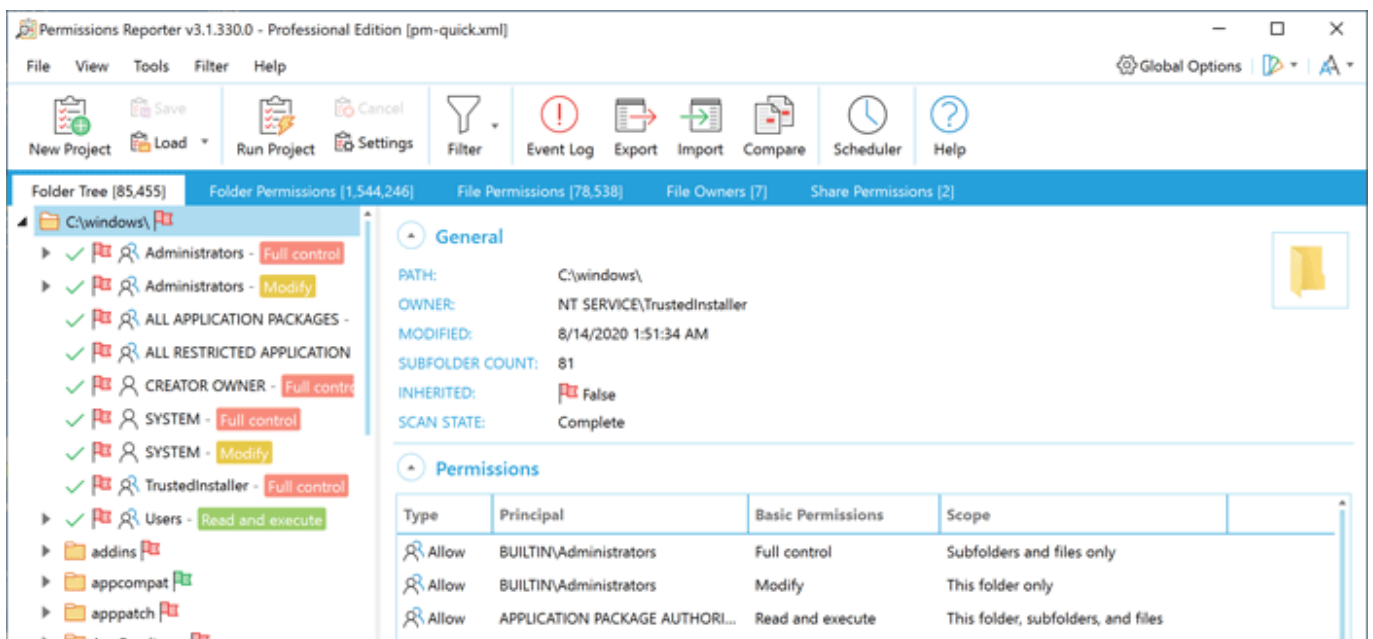 Permissions Reporter v3.1.330.0 - Professional Edition [pm-quick.xml]
File View Tools Filter Help
Global Options
New Project
Save
Load
Run Project
Cancel
Settings
Filter
Event Log
Export
Import
Compare
Scheduler
Help
Folder Tree [85,455] Folder Permissions [1,544,246] File Permissions [78,538] File Owners [7] Share Permissions [2]
C:\windows\
Administrators - Full control
Administrators - Modify
ALL APPLICATION PACKAGES -
ALL RESTRICTED APPLICATION
CREATOR OWNER - Full contro
SYSTEM - Full control
SYSTEM - Modify
TrustedInstaller - Full control
Users - Read and execute
addins
appcompat
apppatch
General
PATH: C:\windows\
OWNER: NT SERVICE\TrustedInstaller
MODIFIED: 8/14/2020 1:51:34 AM
SUBFOLDER COUNT: 81
INHERITED: False
SCAN STATE: Complete
Permissions
Type Principal Basic Permissions Scope
Allow BUILTIN\Administrators Full control Subfolders and files only
Allow BUILTIN\Administrators Modify This folder only
Allow APPLICATION PACKAGE AUTHORI... Read and execute This folder, subfolders, and files